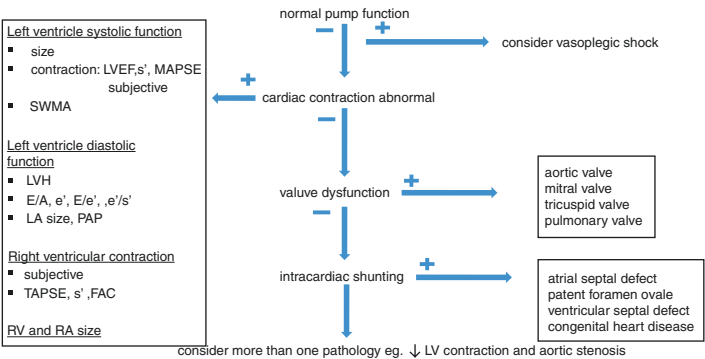 normal pump function
− +
consider vasoplegic shock
Left ventricle systolic function
▪ size
▪ contraction: LVEF,s’, MAPSE
subjective
▪ SWMA
Left ventricle diastolic
function
▪ LVH
▪ E/A, e’, E/e’, ,e’/s’
▪ LA size, PAP
Right ventricular contraction
▪ subjective
▪ TAPSE, s’ ,FAC
RV and RA size
+
cardiac contraction abnormal
−
valuve dysfunction
+
aortic valve
mitral valve
tricuspid valve
pulmonary valve
−
intracardiac shunting
+
atrial septal defect
patent foramen ovale
ventricular septal defect
congenital heart disease
consider more than one pathology eg. ↓ LV contraction and aortic stenosis